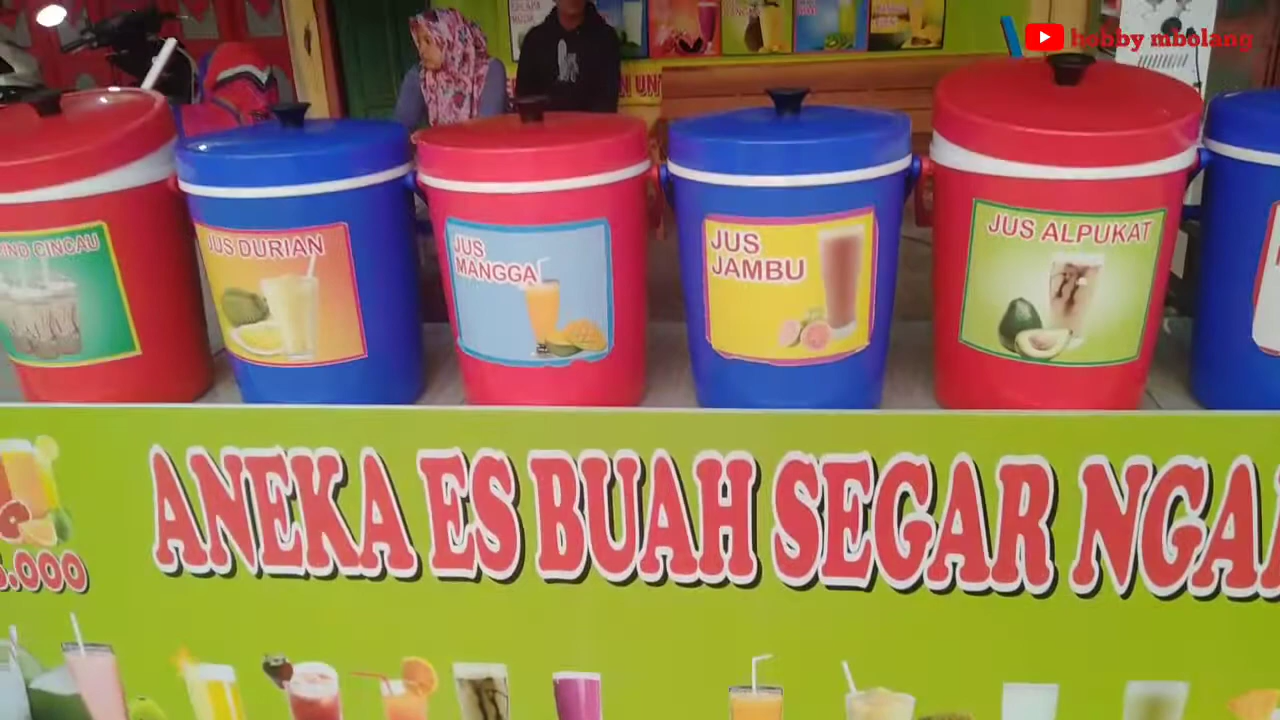 hobby mbolang
CINCAU
JUS DURIAN
JUS
MANGGA
JUS
JAMBU
JUS ALPUKAT
ANEKA ES BUAH SEGAR
.000